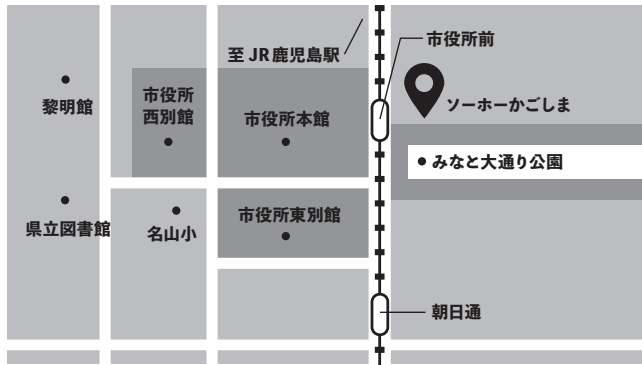 市役所前
至 JR 鹿児島駅
黎明館
市役所
西別館
市役所本館
ソーホーかごしま
みなと大通り公園
県立図書館
名山小
市役所東別館
朝日通